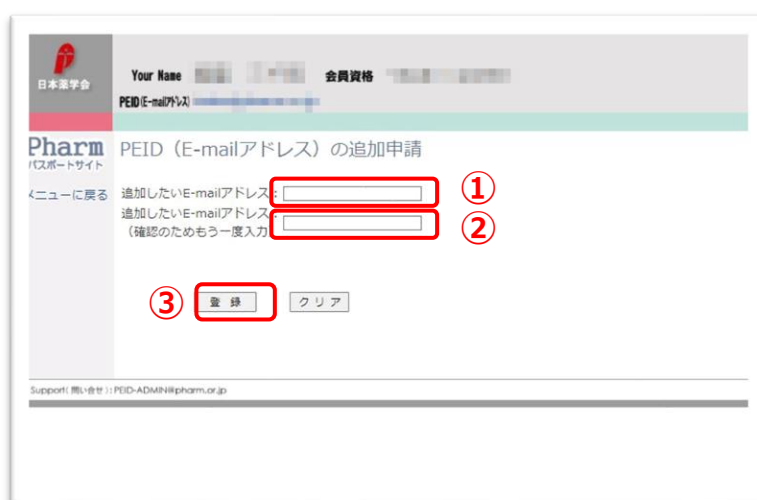 日本薬学会
Your Name 会員資格
PEID(E-mailアドレス)
Pharm
パスポートサイト
メニューに戻る
PEID（E-mailアドレス）の追加申請
追加したいE-mailアドレス： ①
追加したいE-mailアドレス：
（確認のためもう一度入力 ②
③ 登 録 クリア
Support( 問い合せ ): PEID-ADMIN@pharm.or.jp